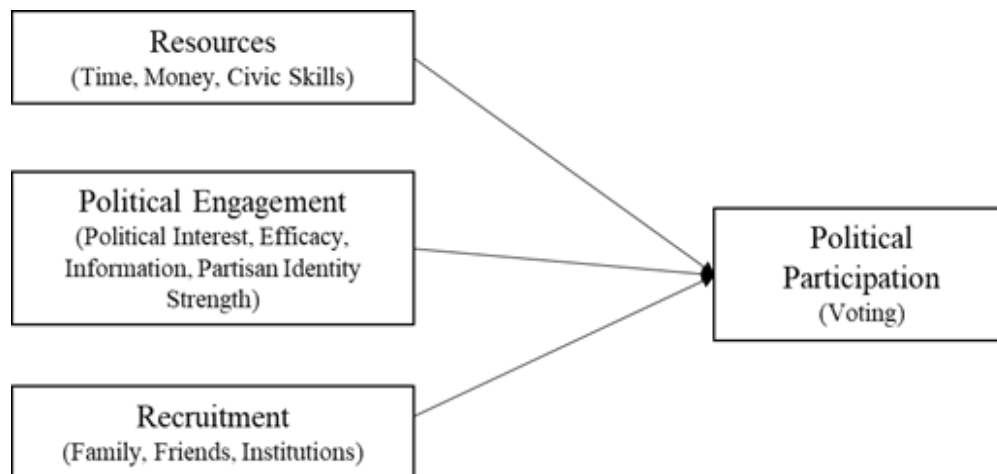 Resources
(Time, Money, Civic Skills)
Political Engagement
(Political Interest, Efficacy,
Information, Partisan Identity
Strength)
Recruitment
(Family, Friends, Institutions)
Political
Participation
(Voting)